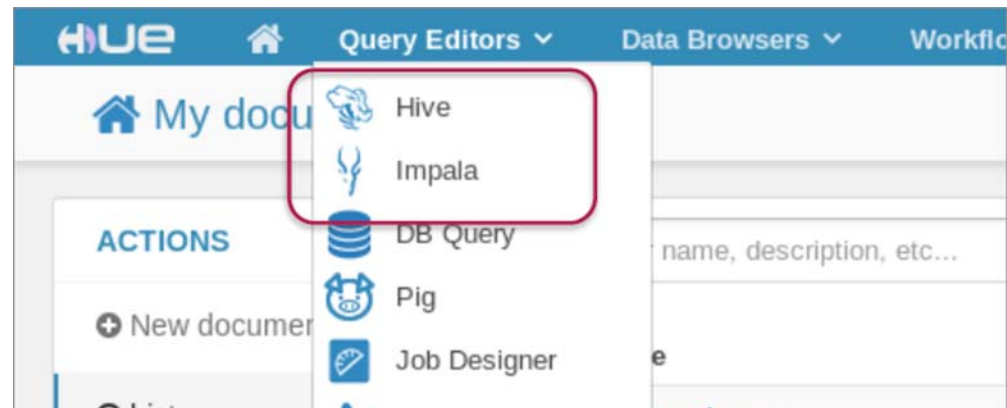 HUE Query Editors Data Browsers Workflo
My docu
Hive
Impala
ACTIONS
DB Query
name, description, etc...
Pig
New documen
Job Designer
e